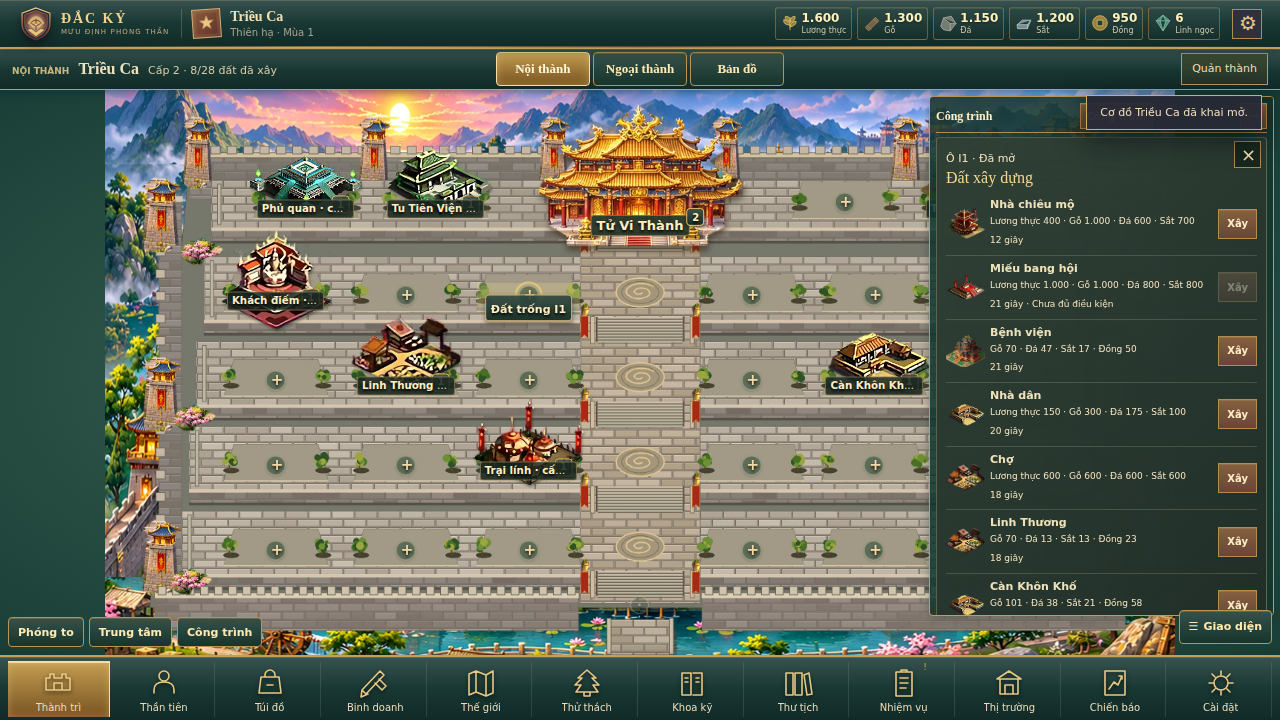 ĐẮC KỶ
MƯU ĐỊNH PHONG THẦN
Triều Ca
Thiên hạ · Mùa 1
1.600
Lương thực
1.300
Gỗ
1.150
Đá
1.200
Sắt
950
Đồng
6
Linh ngọc
NỘI THÀNH Triều Ca Cấp 2 · 8/28 đất đã xây
Nội thành
Ngoại thành
Bản đồ
Quản thành
Công trình
Cơ đồ Triều Ca đã khai mở.
Phủ quan · c...
Tu Tiên Viện ...
Tử Vi Thành
2
Khách điếm ·...
Đất trống I1
Linh Thương ...
Càn Khôn Kh...
Trại lính · cấ...
Ô I1 · Đã mở
Đất xây dựng
Nhà chiêu mộ
Lương thực 400 · Gỗ 1.000 · Đá 600 · Sắt 700
12 giây
Xây
Miếu bang hội
Lương thực 1.000 · Gỗ 1.000 · Đá 800 · Sắt 800
21 giây · Chưa đủ điều kiện
Xây
Bệnh viện
Gỗ 70 · Đá 47 · Sắt 17 · Đồng 50
21 giây
Xây
Nhà dân
Lương thực 150 · Gỗ 300 · Đá 175 · Sắt 100
20 giây
Xây
Chợ
Lương thực 600 · Gỗ 600 · Đá 600 · Sắt 600
18 giây
Xây
Linh Thương
Gỗ 70 · Đá 13 · Sắt 13 · Đồng 23
18 giây
Xây
Càn Khôn Khố
Gỗ 101 · Đá 38 · Sắt 21 · Đồng 58
Xây
Phóng to
Trung tâm
Công trình
☰ Giao diện
Thành trì
Thần tiên
Túi đồ
Binh doanh
Thế giới
Thử thách
Khoa kỹ
Thư tịch
Nhiệm vụ
!
Thị trường
Chiến báo
Cài đặt